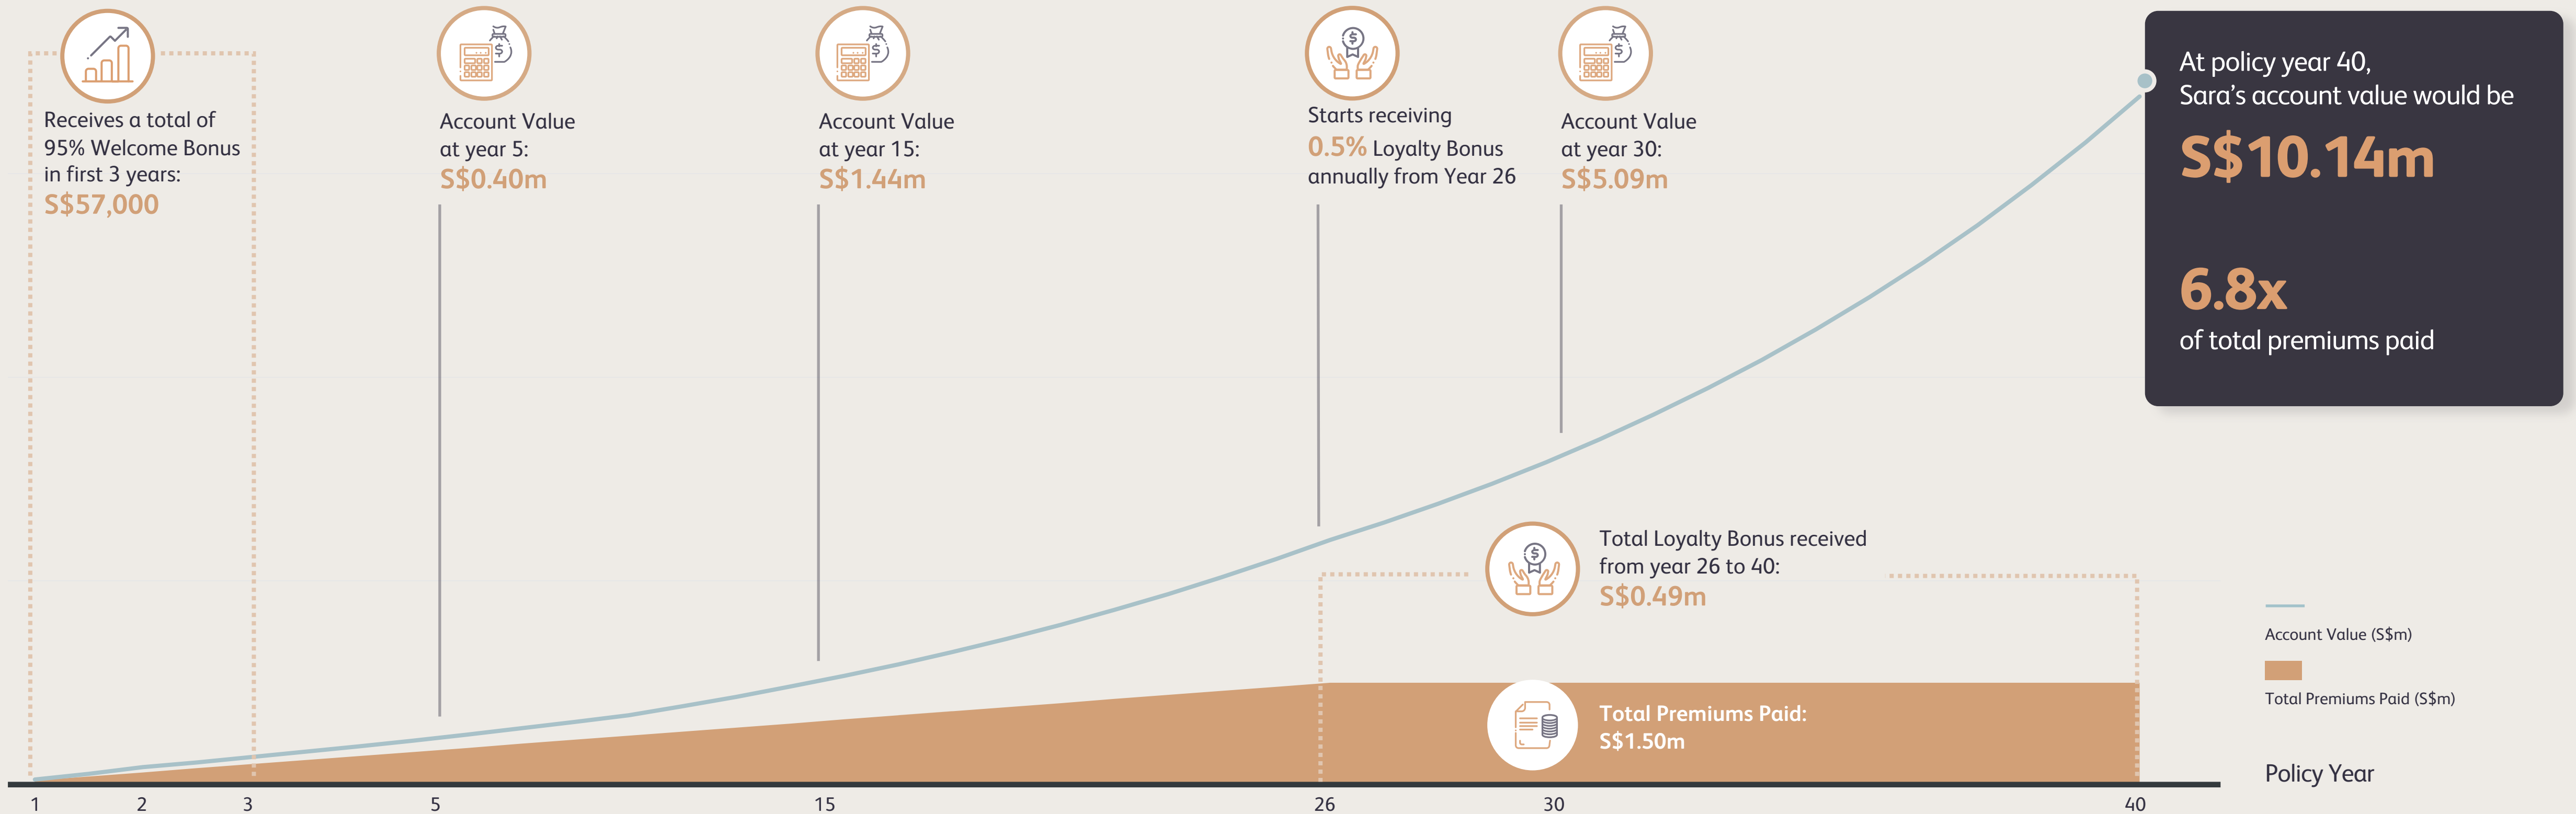 Receives a total of
95% Welcome Bonus
in first 3 years:
S$57,000
Account Value
at year 5:
S$0.40m
Account Value
at year 15:
S$1.44m
Starts receiving
0.5% Loyalty Bonus
annually from Year 26
Account Value
at year 30:
S$5.09m
At policy year 40,
Sara’s account value would be
S$10.14m
6.8x
of total premiums paid
Total Loyalty Bonus received
from year 26 to 40:
S$0.49m
Total Premiums Paid:
S$1.50m
Account Value (S$m)
Total Premiums Paid (S$m)
Policy Year
1 2 3 5 15 26 30 40